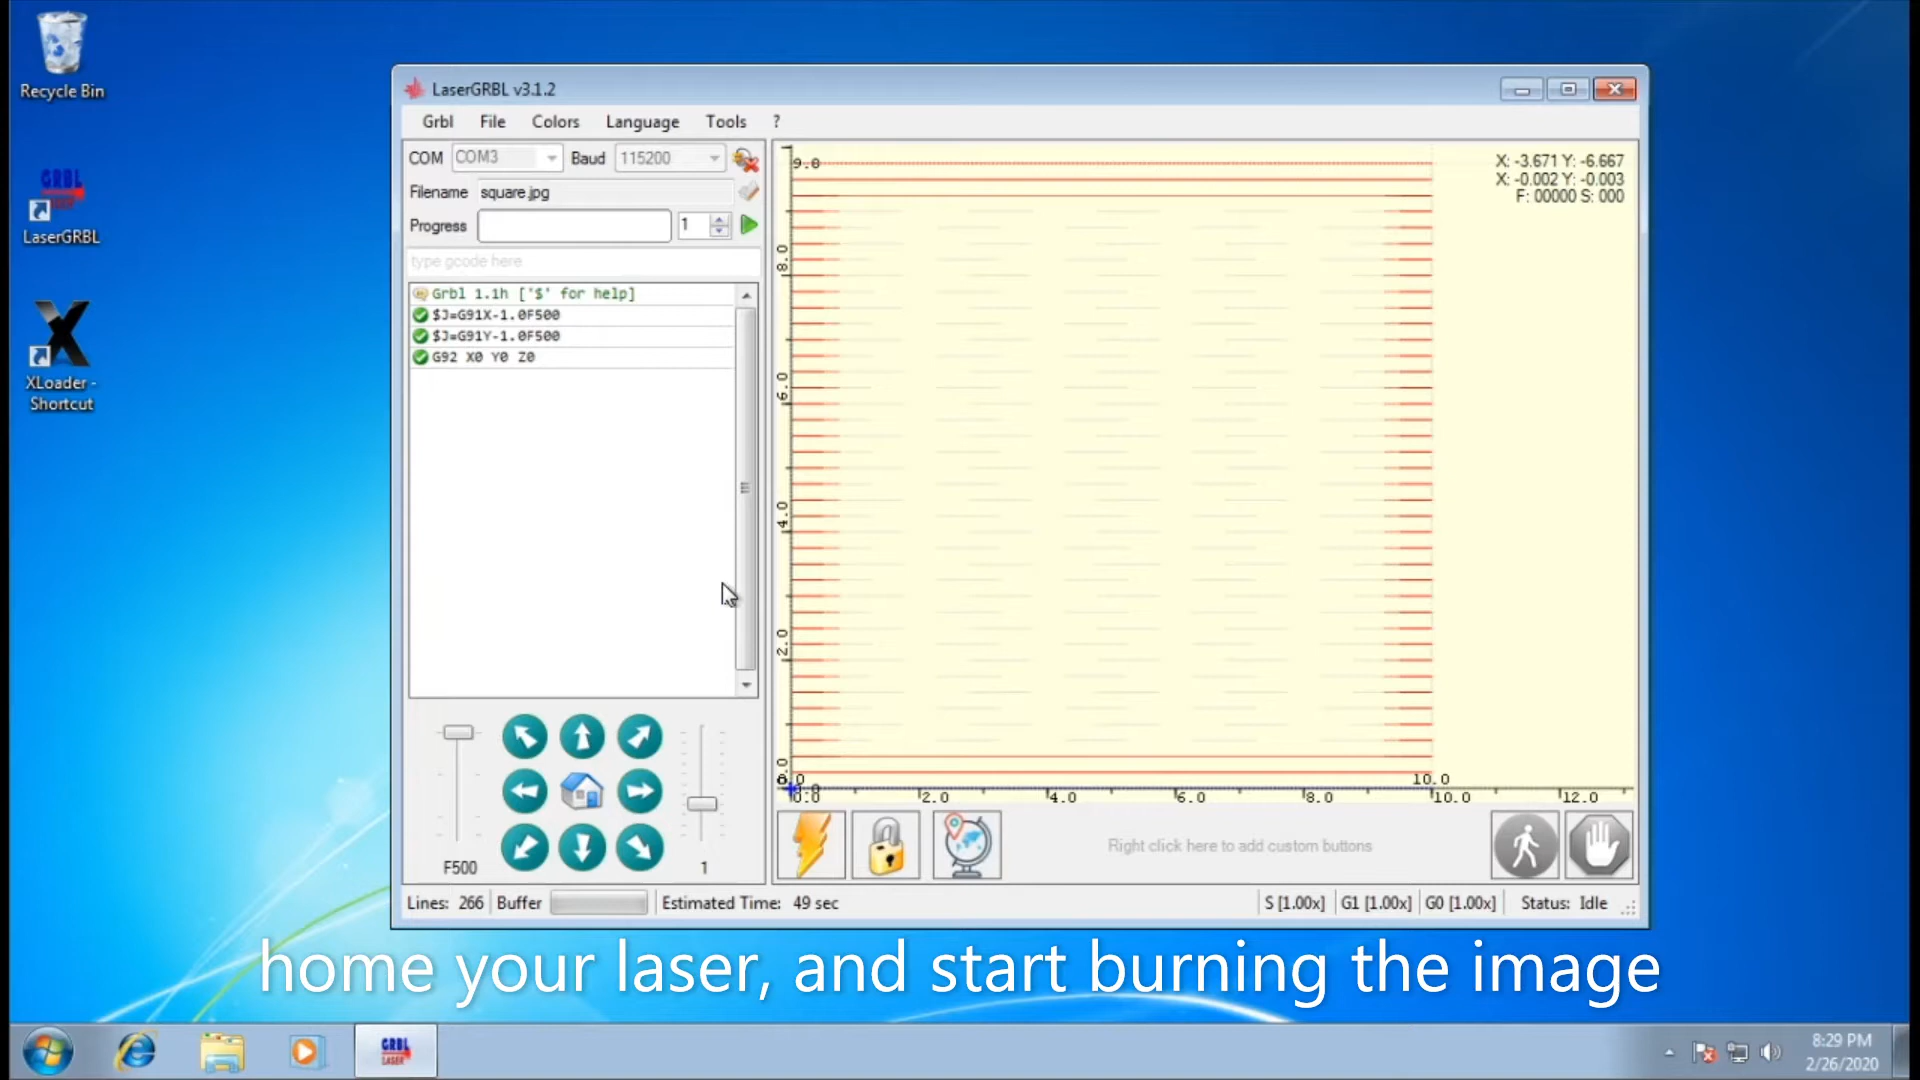 Recycle Bin
GRBL
LaserGRBL
XLoader -
Shortcut
LaserGRBL v3.1.2
Grbl File Colors Language Tools ?
COM COM3 Baud 115200
Filename square.jpg
Progress 1
type gcode here
Grbl 1.1h ['$' for help]
$J=G91X-1.0F500
$J=G91Y-1.0F500
G92 X0 Y0 Z0
F500 1
9.0
X: -3.671 Y: -6.667
X: -0.002 Y: -0.003
F: 00000 S: 000
8.0
6.0
4.0
2.0
0.0
10.0
0.0 2.0 4.0 6.0 8.0 10.0 12.0
Right click here to add custom buttons
Lines: 266 Buffer Estimated Time: 49 sec S [1.00x] G1 [1.00x] G0 [1.00x] Status: Idle
home your laser, and start burning the image
GRBL
LASER
8:29 PM
2/26/2020